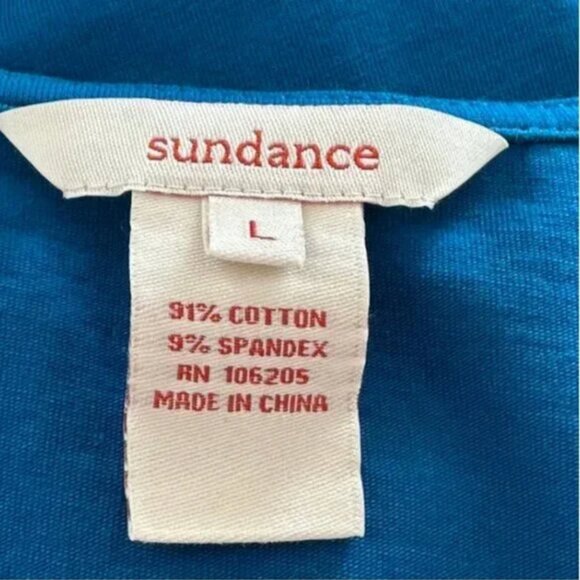 sundance
L
91% COTTON
9% SPANDEX
RN 106205
MADE IN CHINA